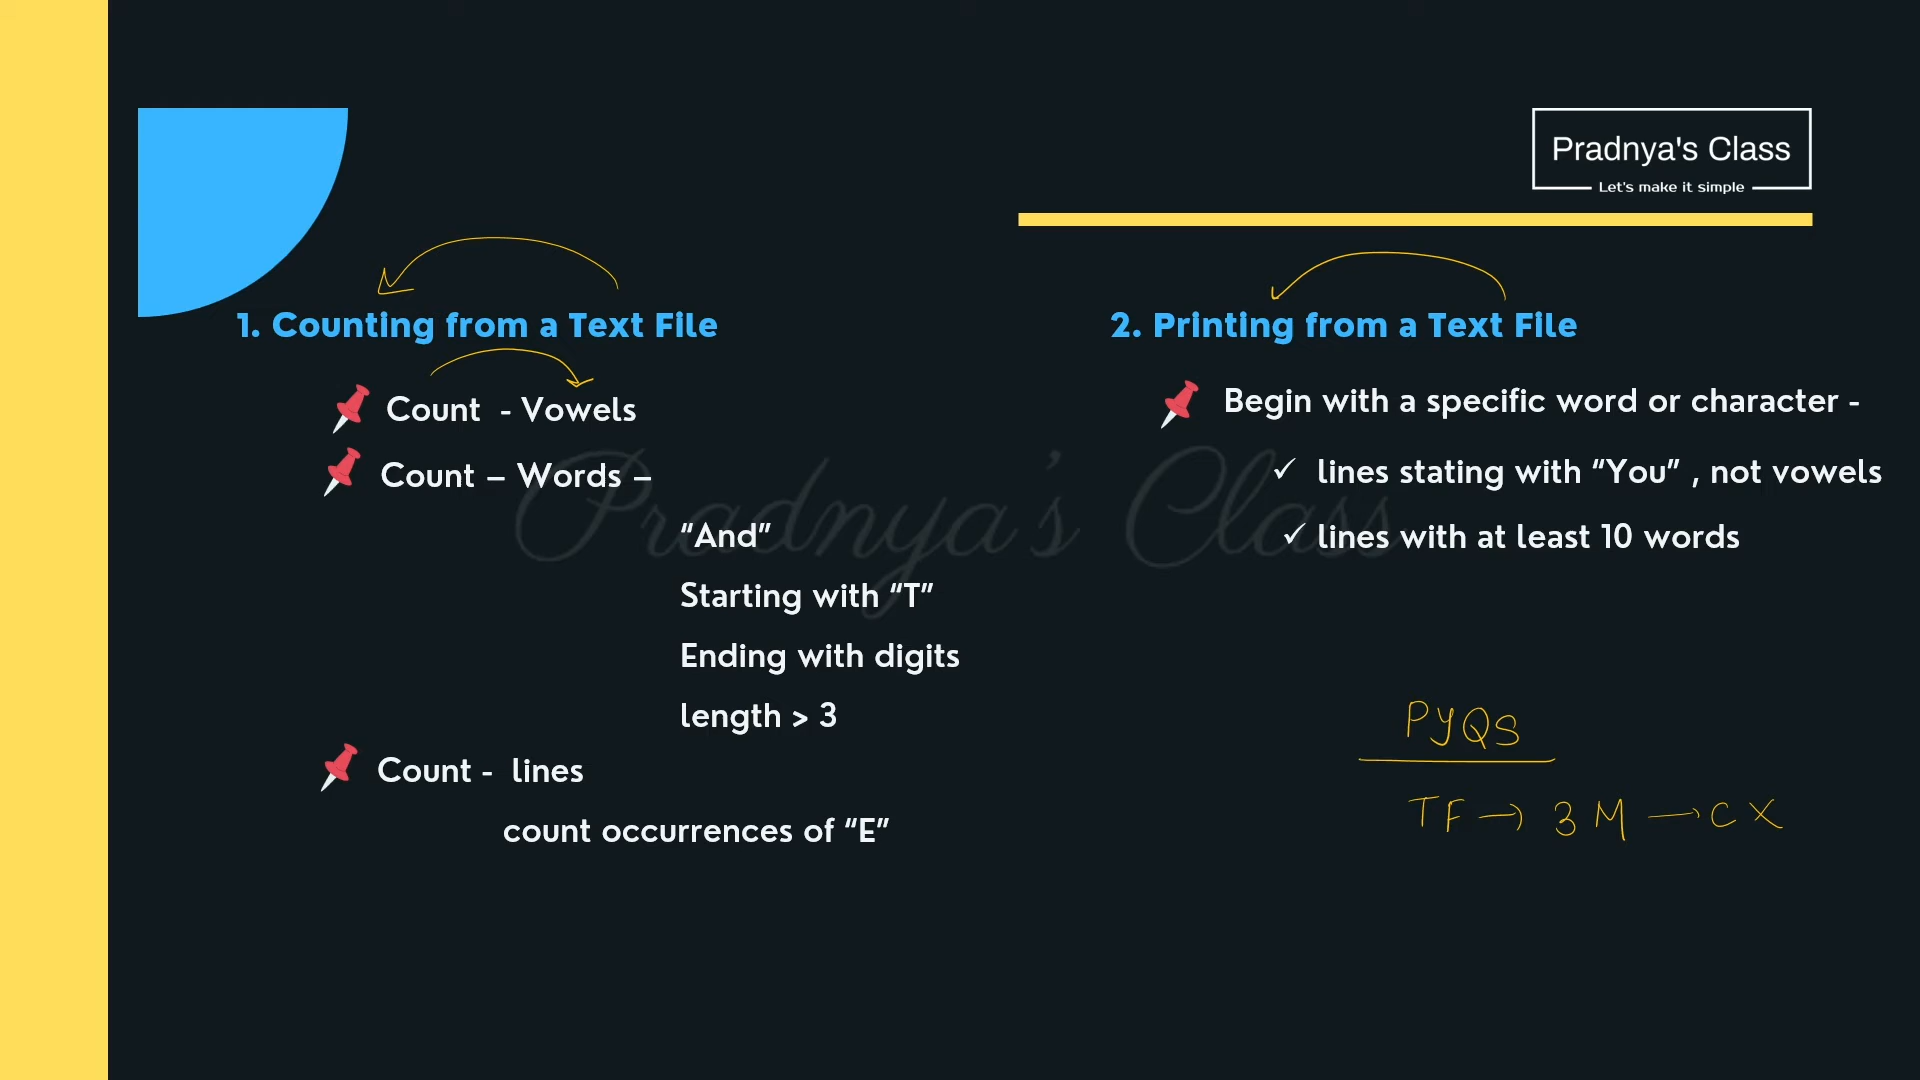 Pradnya's Class
Let's make it simple
1. Counting from a Text File
Count - Vowels
Count – Words –
“And”
Starting with “T”
Ending with digits
length > 3
Count - lines
count occurrences of “E”
2. Printing from a Text File
Begin with a specific word or character -
✓ lines stating with “You” , not vowels
✓ lines with at least 10 words
PYQS
TF → 3 M → C X
Pradnya's Class